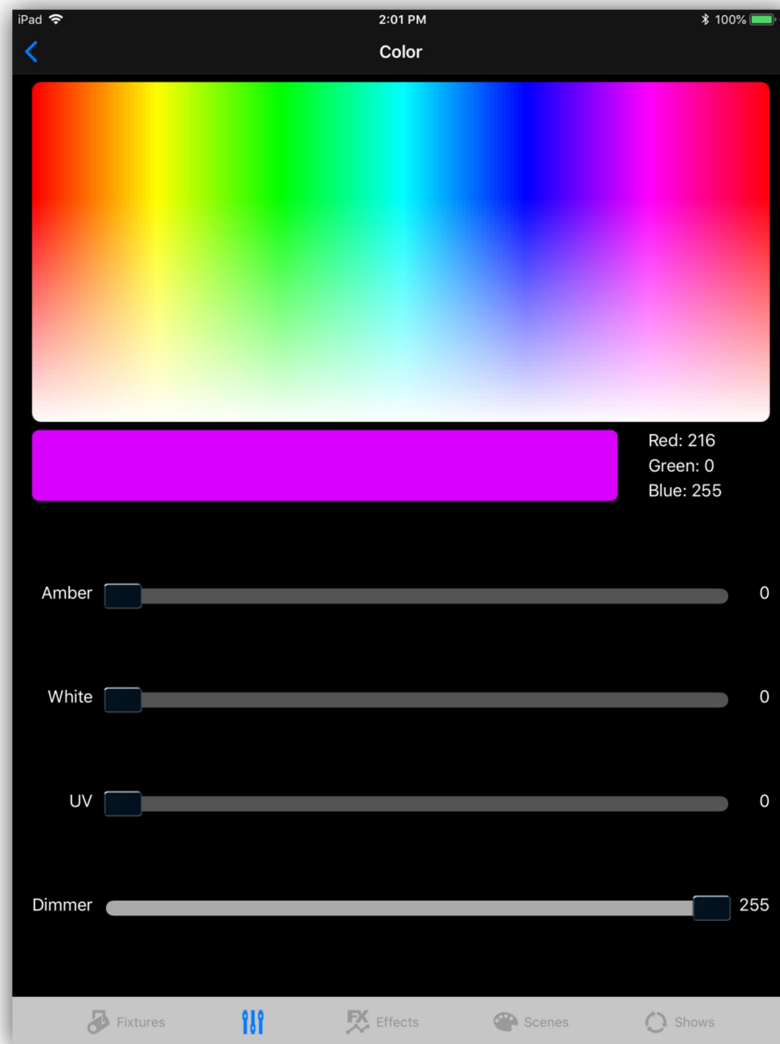 iPad 2:01 PM 100%
Color
Red: 216
Green: 0
Blue: 255
Amber 0
White 0
UV 0
Dimmer 255
Fixtures FX Effects Scenes Shows